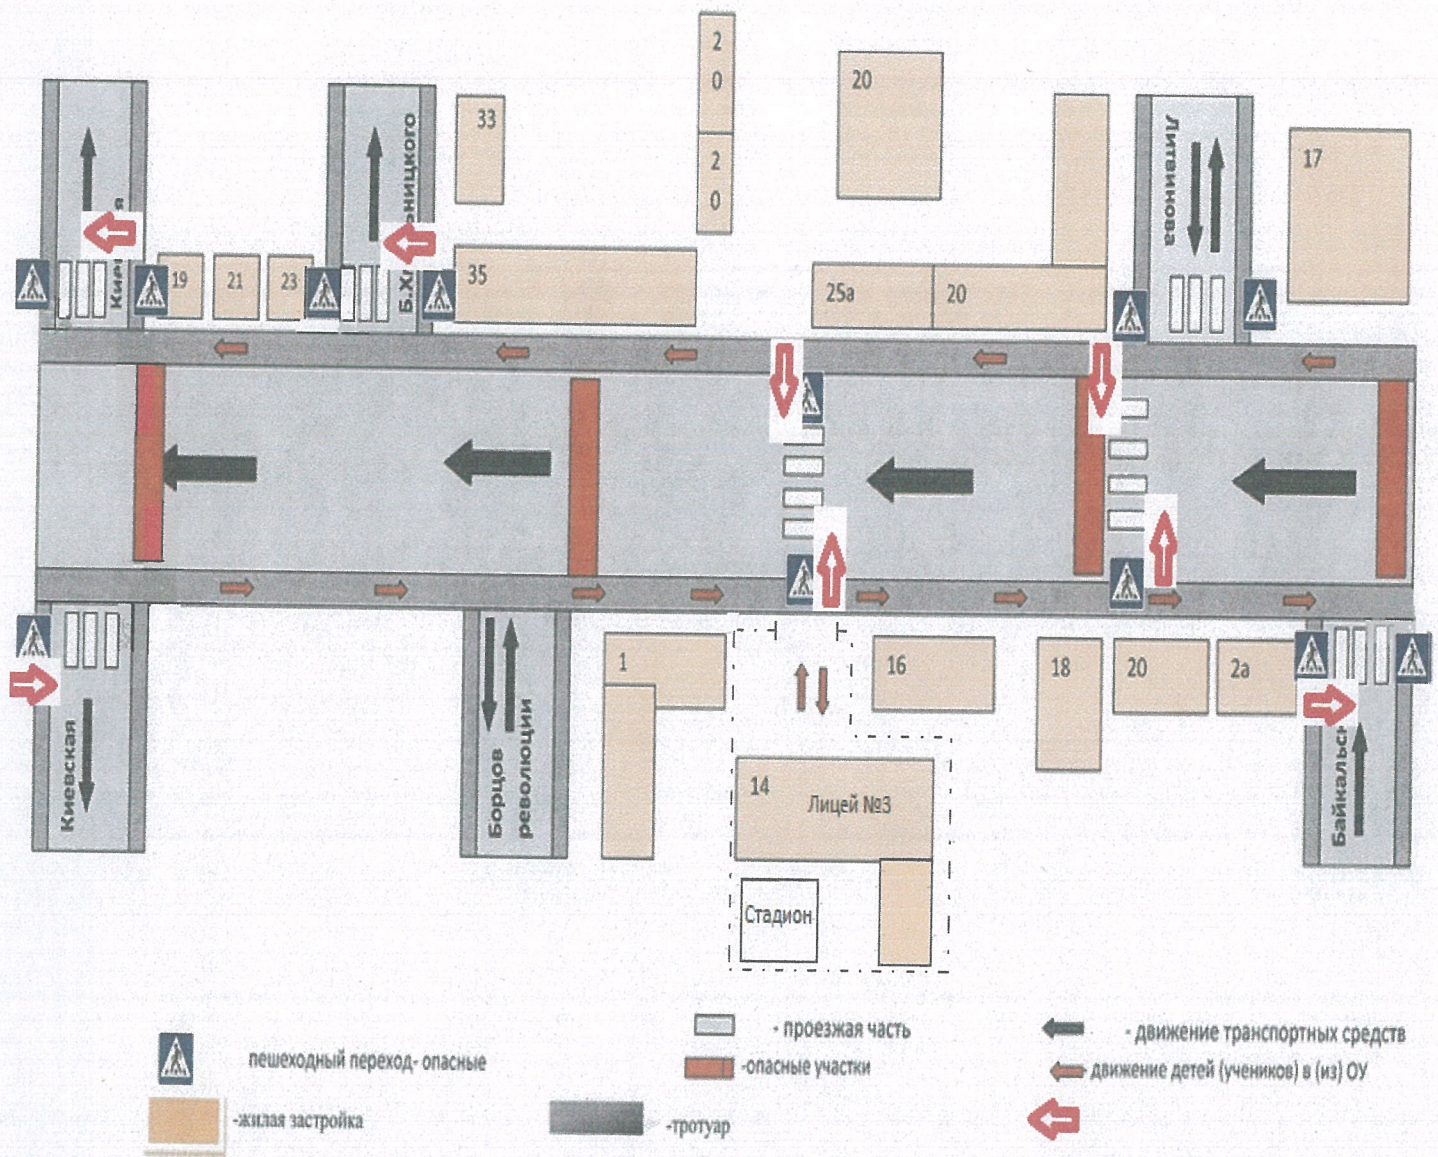 2
0
2
0
20
33
17
Литвинова
19
21
23
35
25а
20
1
16
18
20
2а
Киевская
Борцов
революции
14
Лицей №3
Стадион
- проезжая часть
- движение транспортных средств
пешеходный переход- опасные
-опасные участки
- движение детей (учеников) в (из) ОУ
-жилая застройка
-тротуар